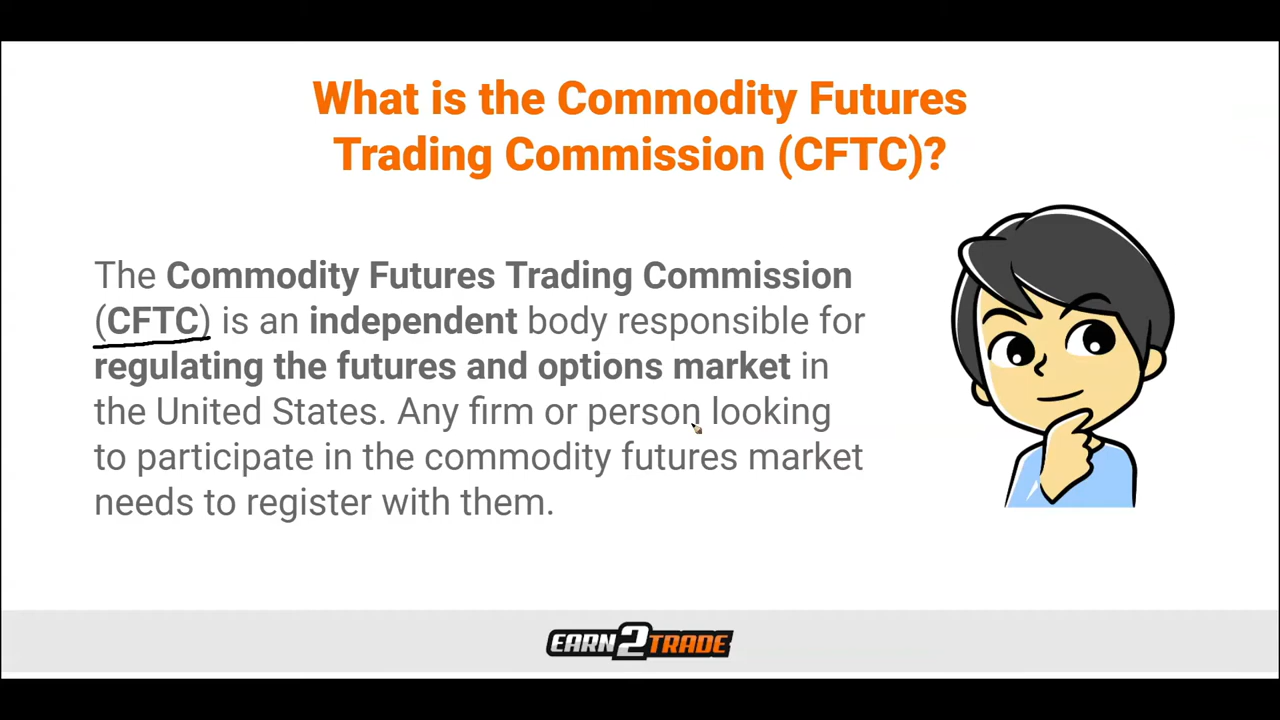 What is the Commodity Futures
Trading Commission (CFTC)?
The Commodity Futures Trading Commission
(CFTC) is an independent body responsible for
regulating the futures and options market in
the United States. Any firm or person looking
to participate in the commodity futures market
needs to register with them.
EARN2TRADE